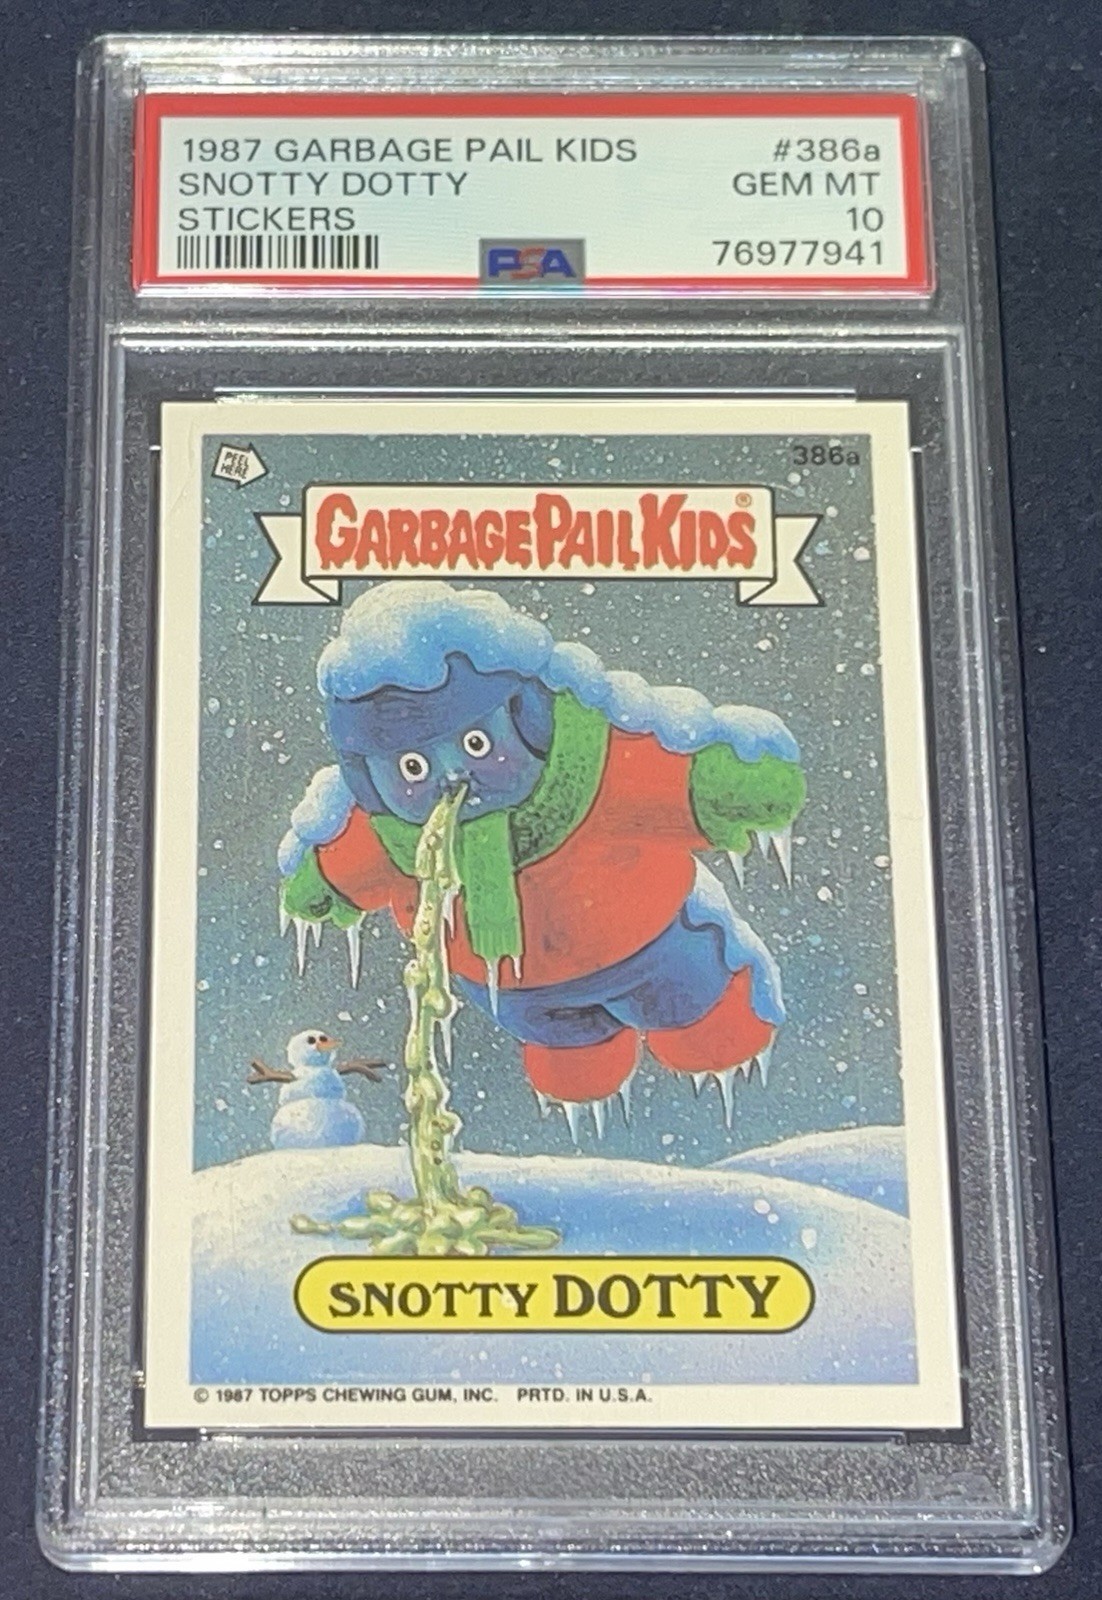 1987 GARBAGE PAIL KIDS #386a
SNOTTY DOTTY GEM MT
STICKERS 10
PSA 76977941
PEEL
HERE
386a
GARBAGE PAIL KIDS®
SNOTTY DOTTY
© 1987 TOPPS CHEWING GUM, INC. PRTD. IN U.S.A.